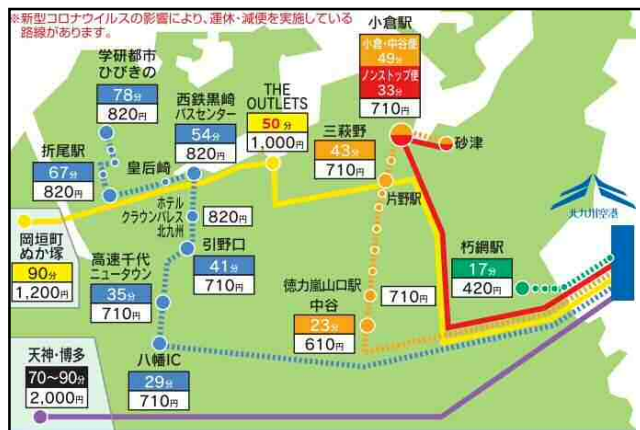 ※新型コロナウイルスの影響により、運休・減便を実施している
路線があります。
小倉駅
小倉・中谷便
49分
ノンストップ便
33分
710円
学研都市
ひびきの
78分
820円
西鉄黒崎
バスセンター
54分
820円
THE
OUTLETS
50分
1,000円
三萩野
43分
710円
砂津
折尾駅
67分
820円
皇后崎
片野駅
北九州空港
ホテル
クラウンパレス
北九州
820円
岡垣町
ぬか塚
90分
1,200円
引野口
41分
710円
朽網駅
17分
420円
高速千代
ニュータウン
35分
710円
徳力嵐山口駅
710円
中谷
23分
610円
八幡IC
29分
710円
天神・博多
70～90分
2,000円